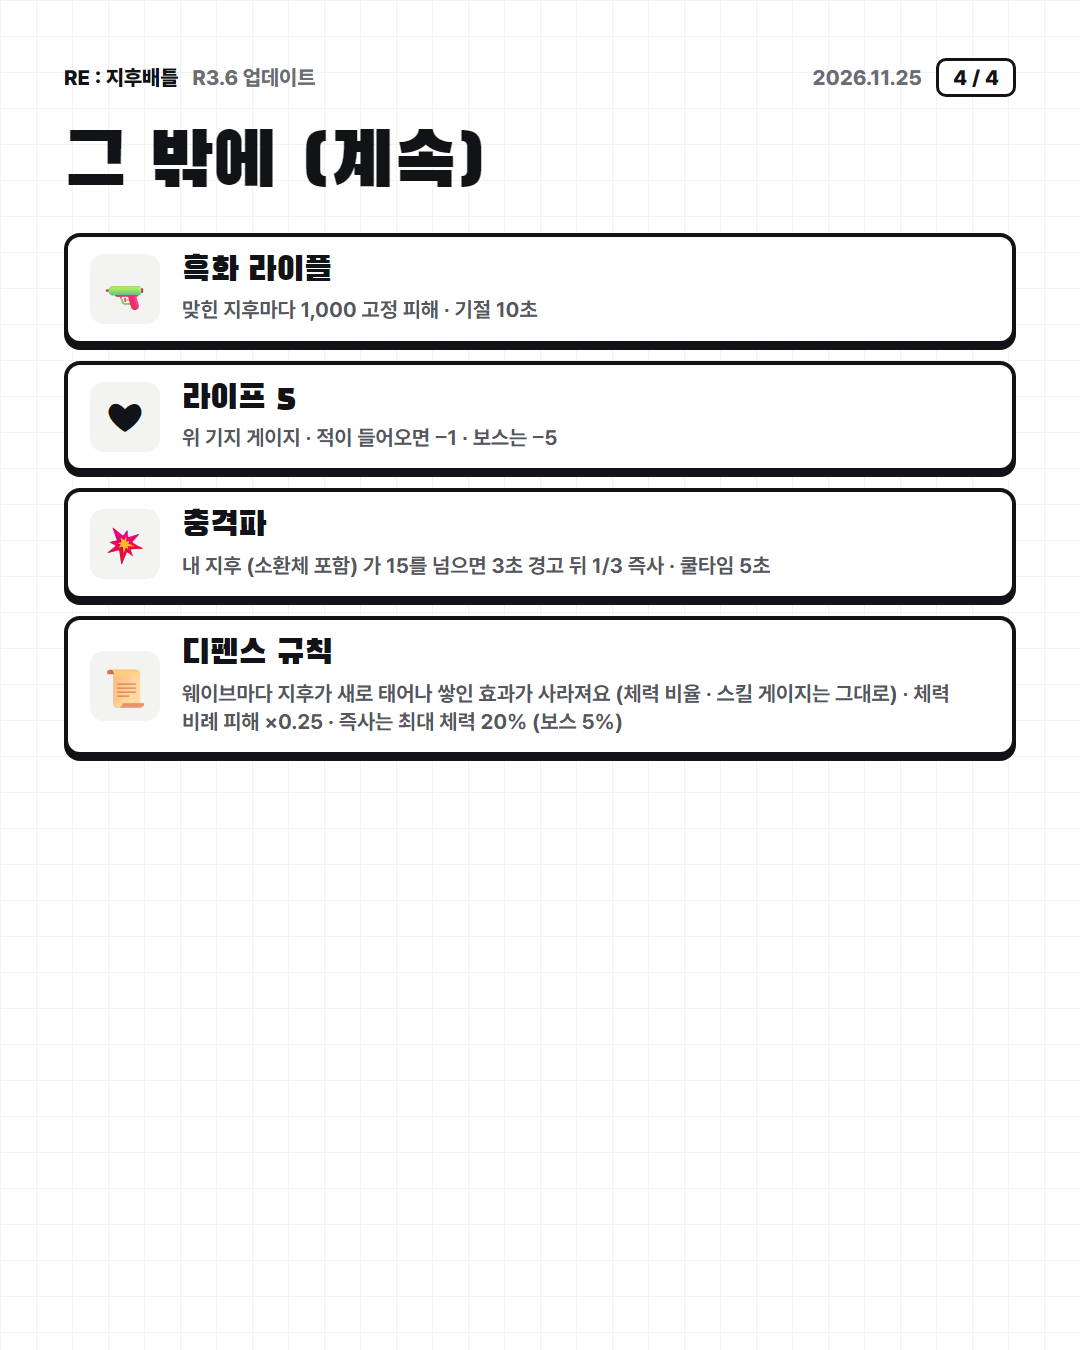 RE : 지후배틀 R3.6 업데이트
2026.11.25 4 / 4
그 밖에 (계속)
흑화 라이플
맞힌 지후마다 1,000 고정 피해 · 기절 10초
라이프 5
위 기지 게이지 · 적이 들어오면 −1 · 보스는 −5
충격파
내 지후 (소환체 포함) 가 15를 넘으면 3초 경고 뒤 1/3 즉사 · 쿨타임 5초
디펜스 규칙
웨이브마다 지후가 새로 태어나 쌓인 효과가 사라져요 (체력 비율 · 스킬 게이지는 그대로) · 체력
비례 피해 ×0.25 · 즉사는 최대 체력 20% (보스 5%)